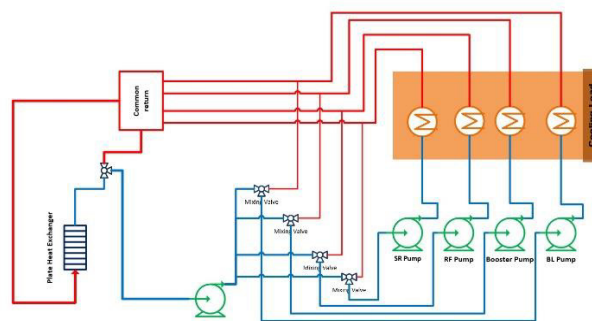 Common
return
Plate Heat Exchanger
Mixing Valve
Mixing Valve
Mixing Valve
Mixing Valve
SR Pump
RF Pump
Booster Pump
BL Pump
Load